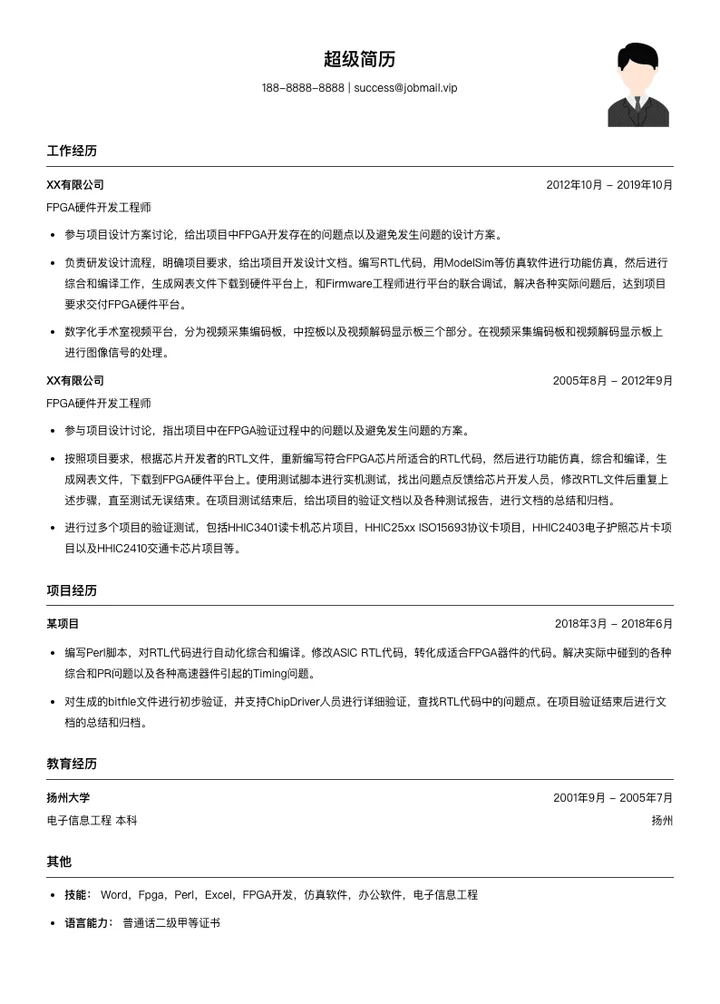 超级简历
188-8888-8888 | success@jobmail.vip
工作经历
XX有限公司 2012年10月 – 2019年10月
FPGA硬件开发工程师
• 参与项目设计方案讨论，给出项目中FPGA开发存在的问题点以及避免发生问题的设计方案。
• 负责研发设计流程，明确项目要求，给出项目开发设计文档。编写RTL代码，用ModelSim等仿真软件进行功能仿真，然后进行
综合和编译工作，生成网表文件下载到硬件平台上，和Firmware工程师进行平台的联合调试，解决各种实际问题后，达到项目
要求交付FPGA硬件平台。
• 数字化手术室视频平台，分为视频采集编码板，中控板以及视频解码显示板三个部分。在视频采集编码板和视频解码显示板上
进行图像信号的处理。
XX有限公司 2005年8月 – 2012年9月
FPGA硬件开发工程师
• 参与项目设计讨论，指出项目中在FPGA验证过程中的问题以及避免发生问题的方案。
• 按照项目要求，根据芯片开发者的RTL文件，重新编写符合FPGA芯片所适合的RTL代码，然后进行功能仿真，综合和编译，生
成网表文件，下载到FPGA硬件平台上。使用测试脚本进行实机测试，找出问题点反馈给芯片开发人员，修改RTL文件后重复上
述步骤，直至测试无误结束。在项目测试结束后，给出项目的验证文档以及各种测试报告，进行文档的总结和归档。
• 进行过多个项目的验证测试，包括HHIC3401读卡机芯片项目，HHIC25xx ISO15693协议卡项目，HHIC2403电子护照芯片卡项
目以及HHIC2410交通卡芯片项目等。
项目经历
某项目 2018年3月 – 2018年6月
• 编写Perl脚本，对RTL代码进行自动化综合和编译。修改ASIC RTL代码，转化成适合FPGA器件的代码。解决实际中碰到的各种
综合和PR问题以及各种高速器件引起的Timing问题。
• 对生成的bitfile文件进行初步验证，并支持ChipDriver人员进行详细验证，查找RTL代码中的问题点。在项目验证结束后进行文
档的总结和归档。
教育经历
扬州大学 2001年9月 – 2005年7月
电子信息工程 本科 扬州
其他
• 技能： Word，Fpga，Perl，Excel，FPGA开发，仿真软件，办公软件，电子信息工程
• 语言能力： 普通话二级甲等证书